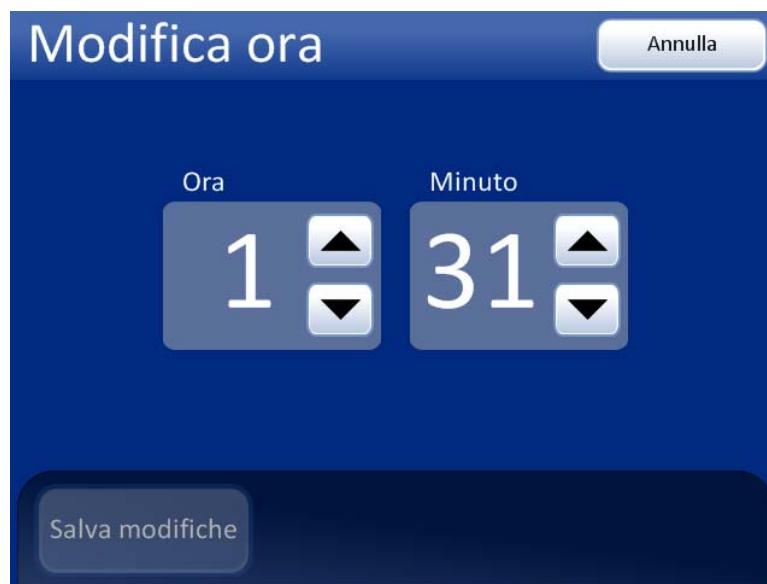 Modifica ora
Annulla
Ora
Minuto
1
31
Salva modifiche